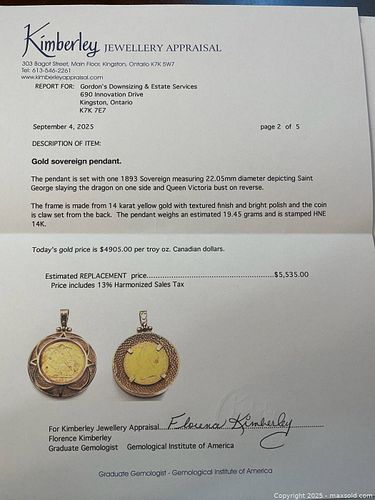 Kimberley JEWELLERY APPRAISAL
303 Bagot Street, Main Floor, Kingston, Ontario K7K 5W7
Tel: 613-546-2261
www.kimberleyappraisal.com
REPORT FOR: Gordon's Downsizing & Estate Services
690 Innovation Drive
Kingston, Ontario
K7K 7E7
September 4, 2025 page 2 of 5
DESCRIPTION OF ITEM:
Gold sovereign pendant.
The pendant is set with one 1893 Sovereign measuring 22.05mm diameter depicting Saint
George slaying the dragon on one side and Queen Victoria bust on reverse.
The frame is made from 14 karat yellow gold with textured finish and bright polish and the coin
is claw set from the back. The pendant weighs an estimated 19.45 grams and is stamped HNE
14K.
Today's gold price is $4905.00 per troy oz. Canadian dollars.
Estimated REPLACEMENT price..................................................$5,535.00
Price includes 13% Harmonized Sales Tax
For Kimberley Jewellery Appraisal Florence Kimberley
Florence Kimberley
Graduate Gemologist Gemological Institute of America
Graduate Gemologist - Gemological Institute of America
Copyright 2025 - maxsold.com